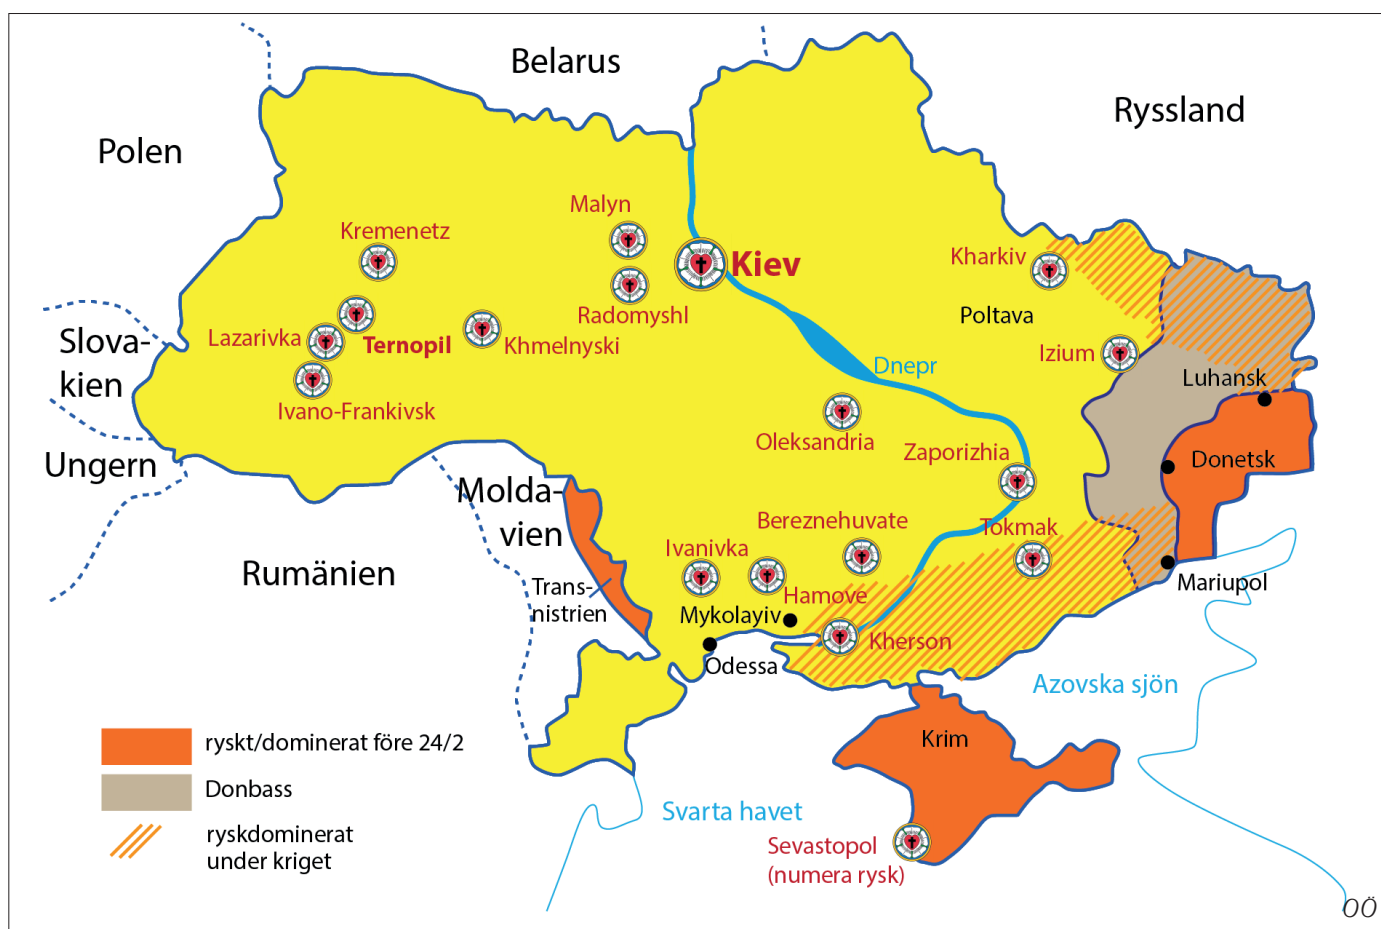 Belarus
Ryssland
Polen
Malyn
Kremenetz
Kiev
Kharkiv
Radomyshl
Poltava
Slova-
kien
Lazarivka
Ternopil
Khmelnyski
Izium
Dnepr
Luhansk
Ivano-Frankivsk
Oleksandria
Zaporizhia
Ungern
Donetsk
Molda-
vien
Bereznehuvate
Tokmak
Ivanivka
Rumänien
Trans-
nistrien
Hamove
Mykolayiv
Mariupol
Kherson
Odessa
Azovska sjön
ryskt/dominerat före 24/2
Krim
Donbass
Svarta havet
ryskdominerat
under kriget
Sevastopol
(numera rysk)
OÖ